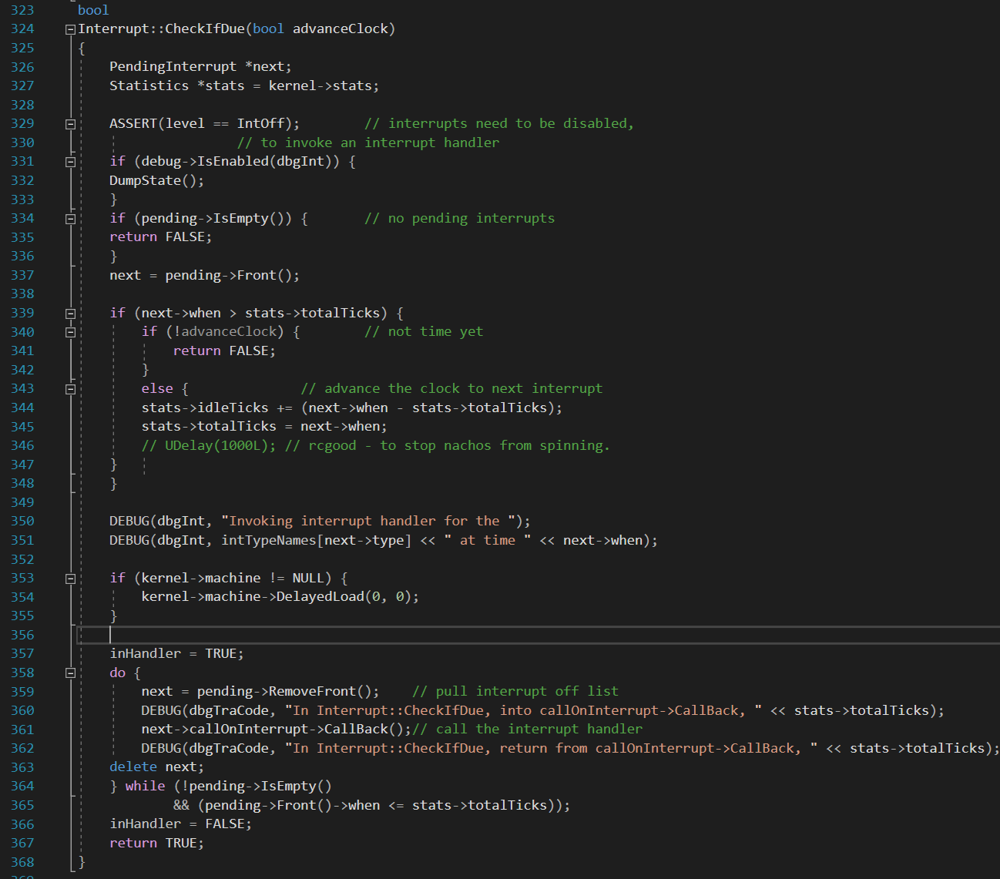 323 bool
324 Interrupt::CheckIfDue(bool advanceClock)
325 {
326     PendingInterrupt *next;
327     Statistics *stats = kernel->stats;
328
329     ASSERT(level == IntOff);        // interrupts need to be disabled,
330                     // to invoke an interrupt handler
331     if (debug->IsEnabled(dbgInt)) {
332     DumpState();
333     }
334     if (pending->IsEmpty()) {       // no pending interrupts
335     return FALSE;
336     }
337     next = pending->Front();
338
339     if (next->when > stats->totalTicks) {
340         if (!advanceClock) {        // not time yet
341             return FALSE;
342         }
343         else {              // advance the clock to next interrupt
344         stats->idleTicks += (next->when - stats->totalTicks);
345         stats->totalTicks = next->when;
346         // UDelay(1000L); // rcgood - to stop nachos from spinning.
347     }
348     }
349
350     DEBUG(dbgInt, "Invoking interrupt handler for the ");
351     DEBUG(dbgInt, intTypeNames[next->type] << " at time " << next->when);
352
353     if (kernel->machine != NULL) {
354         kernel->machine->DelayedLoad(0, 0);
355     }
356
357     inHandler = TRUE;
358     do {
359         next = pending->RemoveFront();    // pull interrupt off list
360         DEBUG(dbgTraCode, "In Interrupt::CheckIfDue, into callOnInterrupt->CallBack, " << stats->totalTicks);
361         next->callOnInterrupt->CallBack();// call the interrupt handler
362         DEBUG(dbgTraCode, "In Interrupt::CheckIfDue, return from callOnInterrupt->CallBack, " << stats->totalTicks);
363     delete next;
364     } while (!pending->IsEmpty()
365             && (pending->Front()->when <= stats->totalTicks));
366     inHandler = FALSE;
367     return TRUE;
368 }